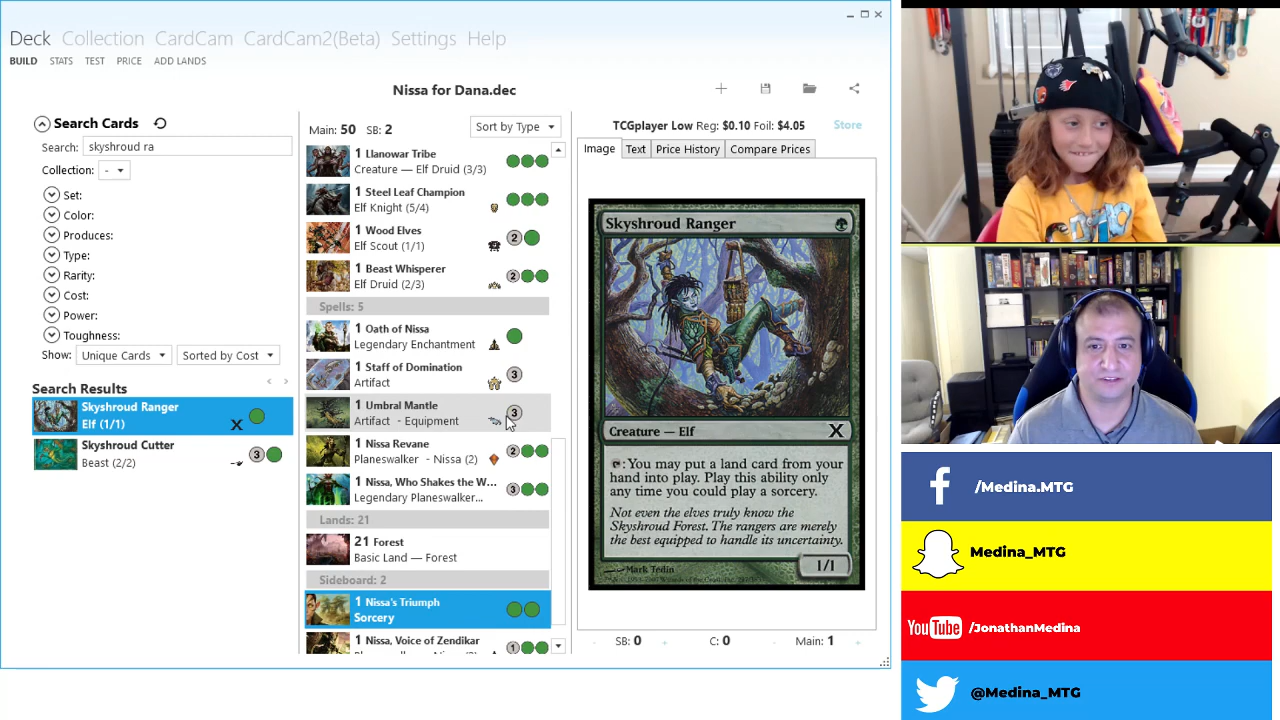 Deck Collection CardCam CardCam2(Beta) Settings Help
BUILD STATS TEST PRICE ADD LANDS
Nissa for Dana.dec
Search Cards
Search: skyshroud ra
Collection: -
Set:
Color:
Produces:
Type:
Rarity:
Cost:
Power:
Toughness:
Show: Unique Cards Sorted by Cost
Search Results
Skyshroud Ranger
Elf (1/1)
Skyshroud Cutter
3
Beast (2/2)
Main: 50 SB: 2
Sort by Type
1 Llanowar Tribe
Creature — Elf Druid (3/3)
1 Steel Leaf Champion
Elf Knight (5/4)
1 Wood Elves
2
Elf Scout (1/1)
1 Beast Whisperer
2
Elf Druid (2/3)
Spells: 5
1 Oath of Nissa
Legendary Enchantment
1 Staff of Domination
3
Artifact
1 Umbral Mantle
3
Artifact - Equipment
1 Nissa Revane
2
Planeswalker - Nissa (2)
1 Nissa, Who Shakes the W...
3
Legendary Planeswalker...
Lands: 21
21 Forest
Basic Land — Forest
Sideboard: 2
1 Nissa's Triumph
Sorcery
1 Nissa, Voice of Zendikar
1
TCGplayer Low Reg: $0.10 Foil: $4.05
Store
Image Text Price History Compare Prices
Skyshroud Ranger
Creature — Elf
:You may put a land card from your
hand into play. Play this ability only
any time you could play a sorcery.
Not even the elves truly know the
Skyshroud Forest. The rangers are merely
the best equipped to handle its uncertainty.
Mark Tedin
1/1
- SB: 0 + - C: 0 - Main: 1 +
f /Medina.MTG
Medina_MTG
YouTube /JonathanMedina
@Medina_MTG